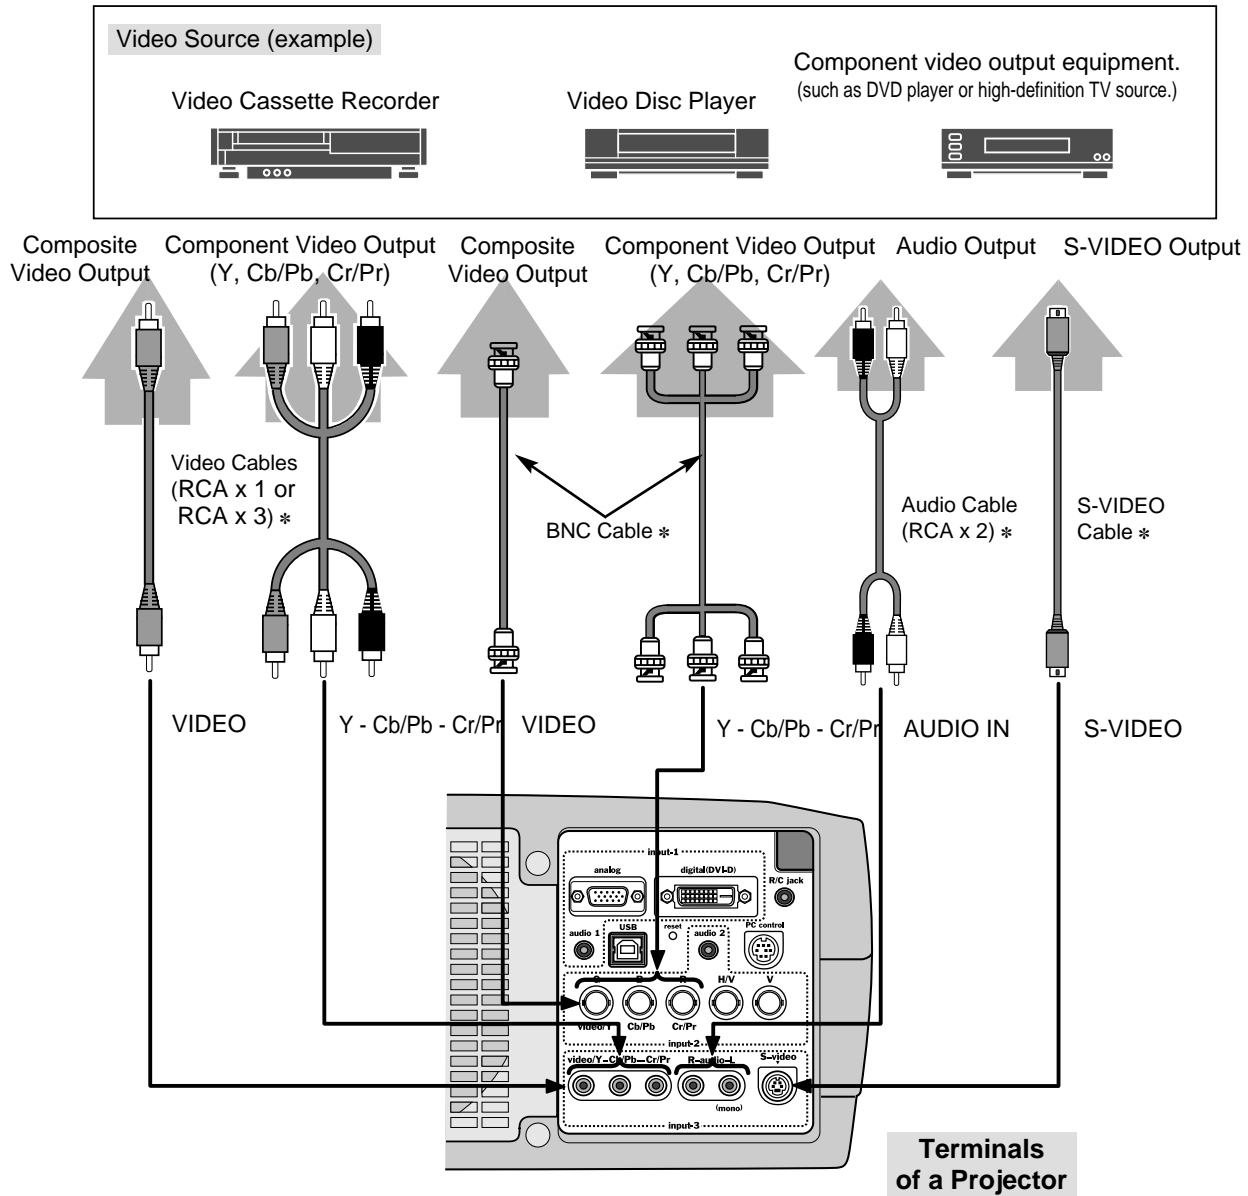 Video Source (example)
Video Cassette Recorder
Video Disc Player
Component video output equipment.
(such as DVD player or high-definition TV source.)
Composite
Video Output
Component Video Output
(Y, Cb/Pb, Cr/Pr)
Composite
Video Output
Component Video Output
(Y, Cb/Pb, Cr/Pr)
Audio Output
S-VIDEO Output
Video Cables
(RCA x 1 or
RCA x 3) *
BNC Cable *
Audio Cable
(RCA x 2) *
S-VIDEO
Cable *
VIDEO
Y - Cb/Pb - Cr/Pr
VIDEO
Y - Cb/Pb - Cr/Pr
AUDIO IN
S-VIDEO
input-1
analog
digital(DVI-D)
R/C jack
audio 1
USB
reset
audio 2
PC control
G
B
R
H/V
V
video/Y
Cb/Pb
Cr/Pr
input-2
video/Y–Cb/Pb–Cr/Pr
R–audio–L
S–video
(mono)
input-3
Terminals
of a Projector